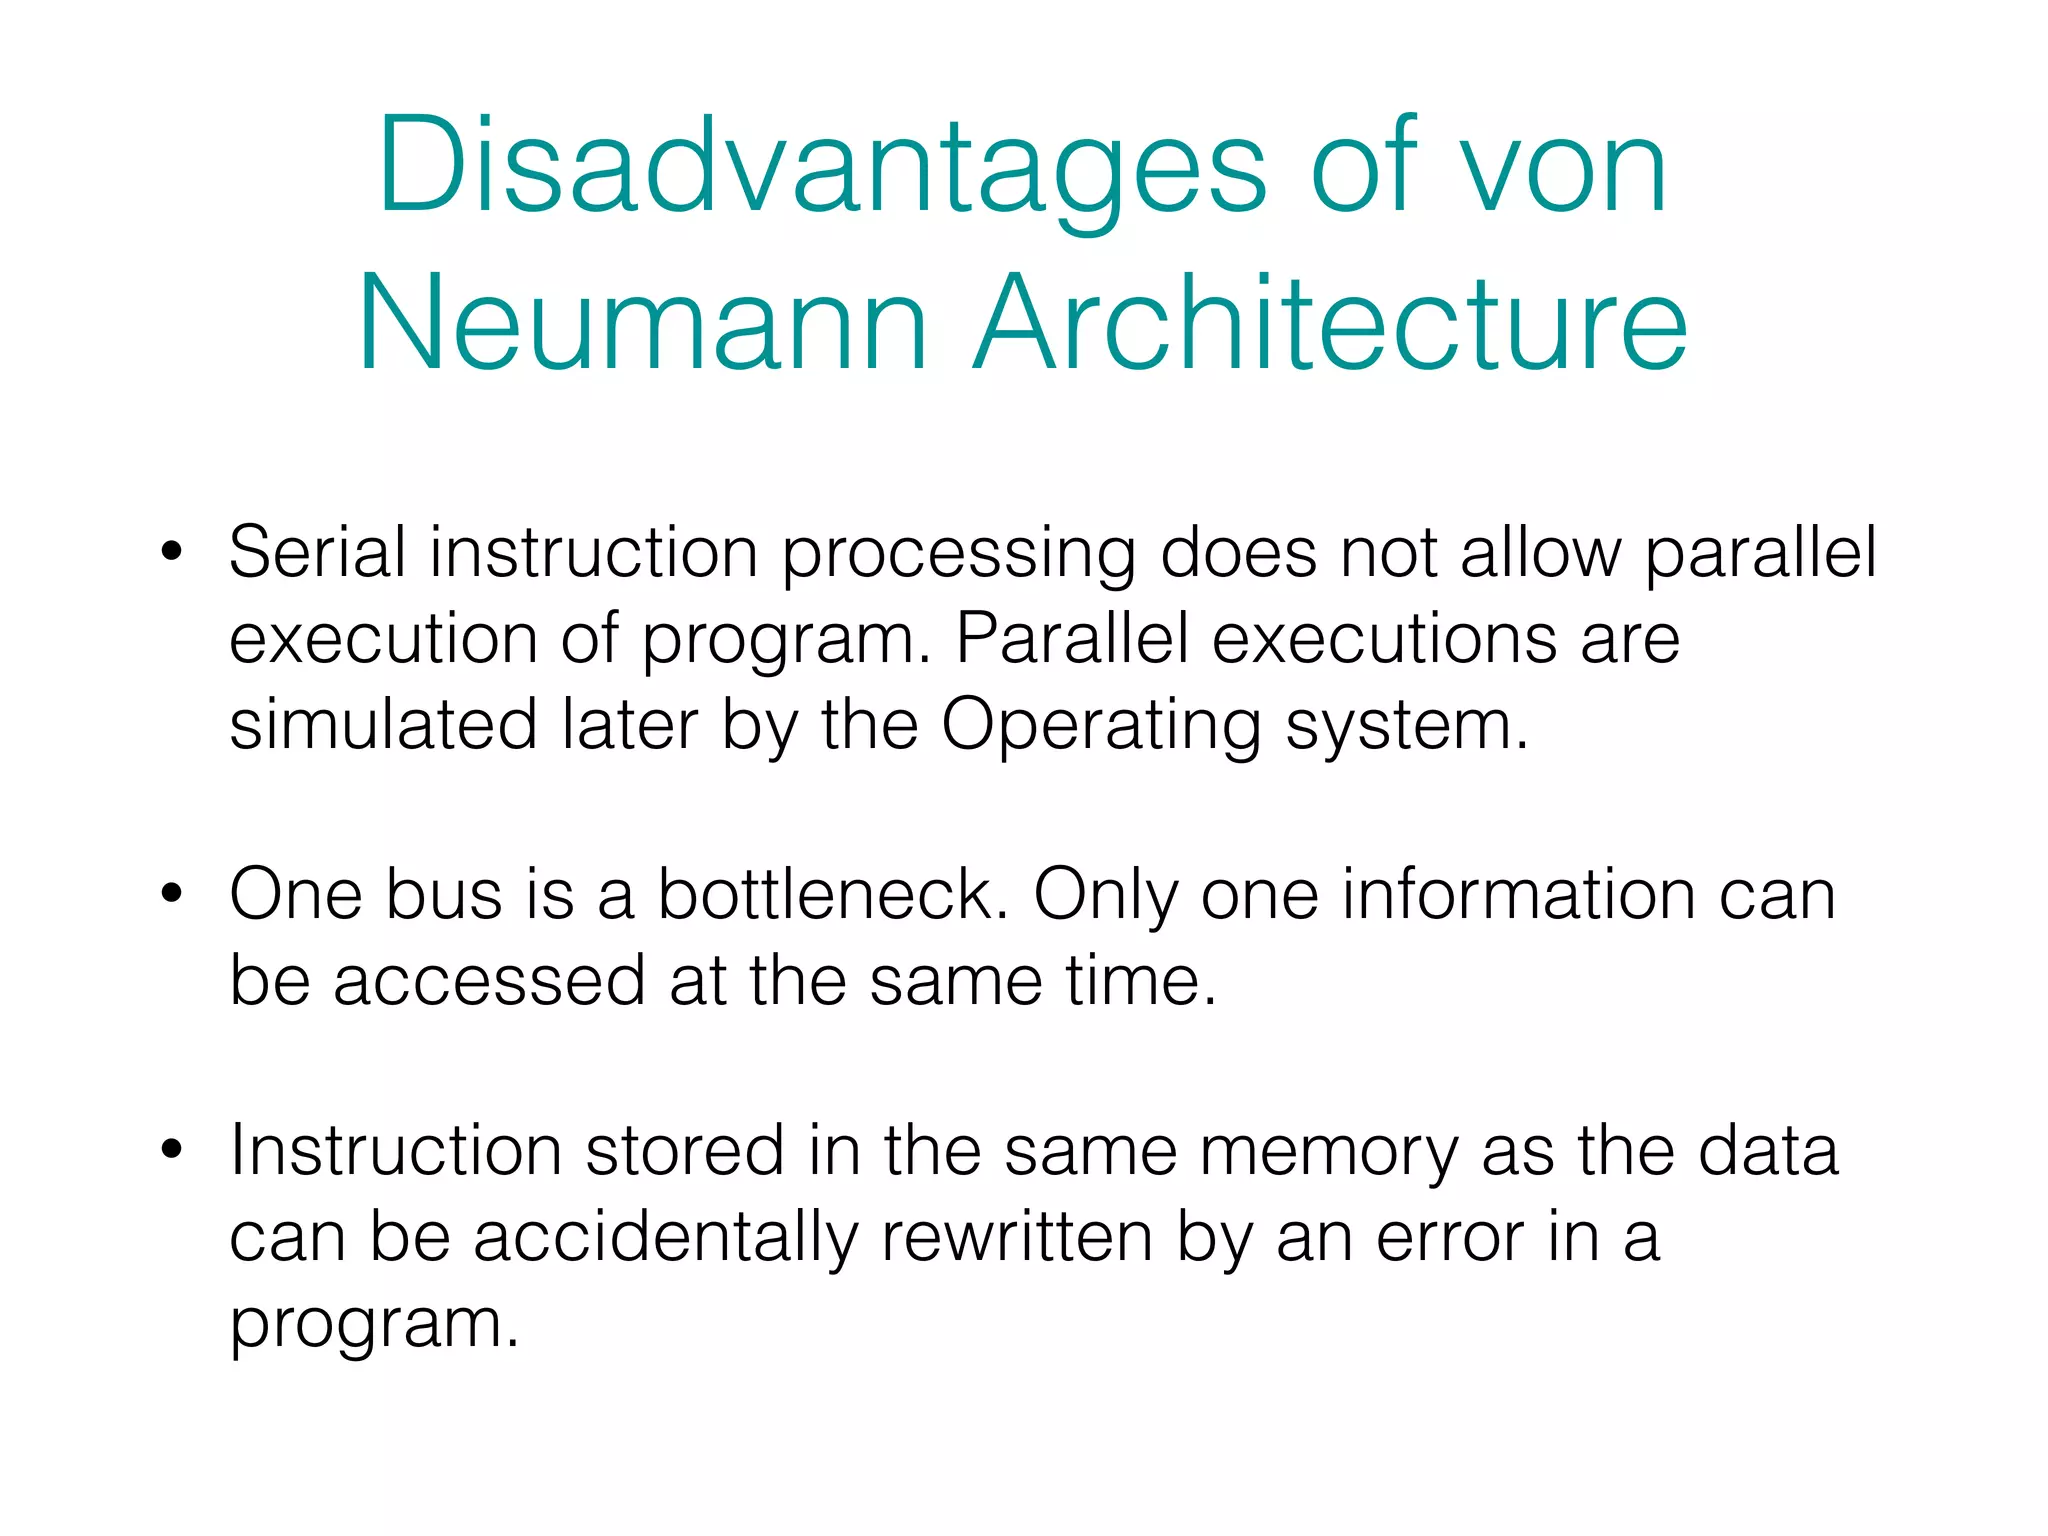 Disadvantages of von
Neumann Architecture
• Serial instruction processing does not allow parallel
execution of program. Parallel executions are
simulated later by the Operating system.
• One bus is a bottleneck. Only one information can
be accessed at the same time.
• Instruction stored in the same memory as the data
can be accidentally rewritten by an error in a
program.